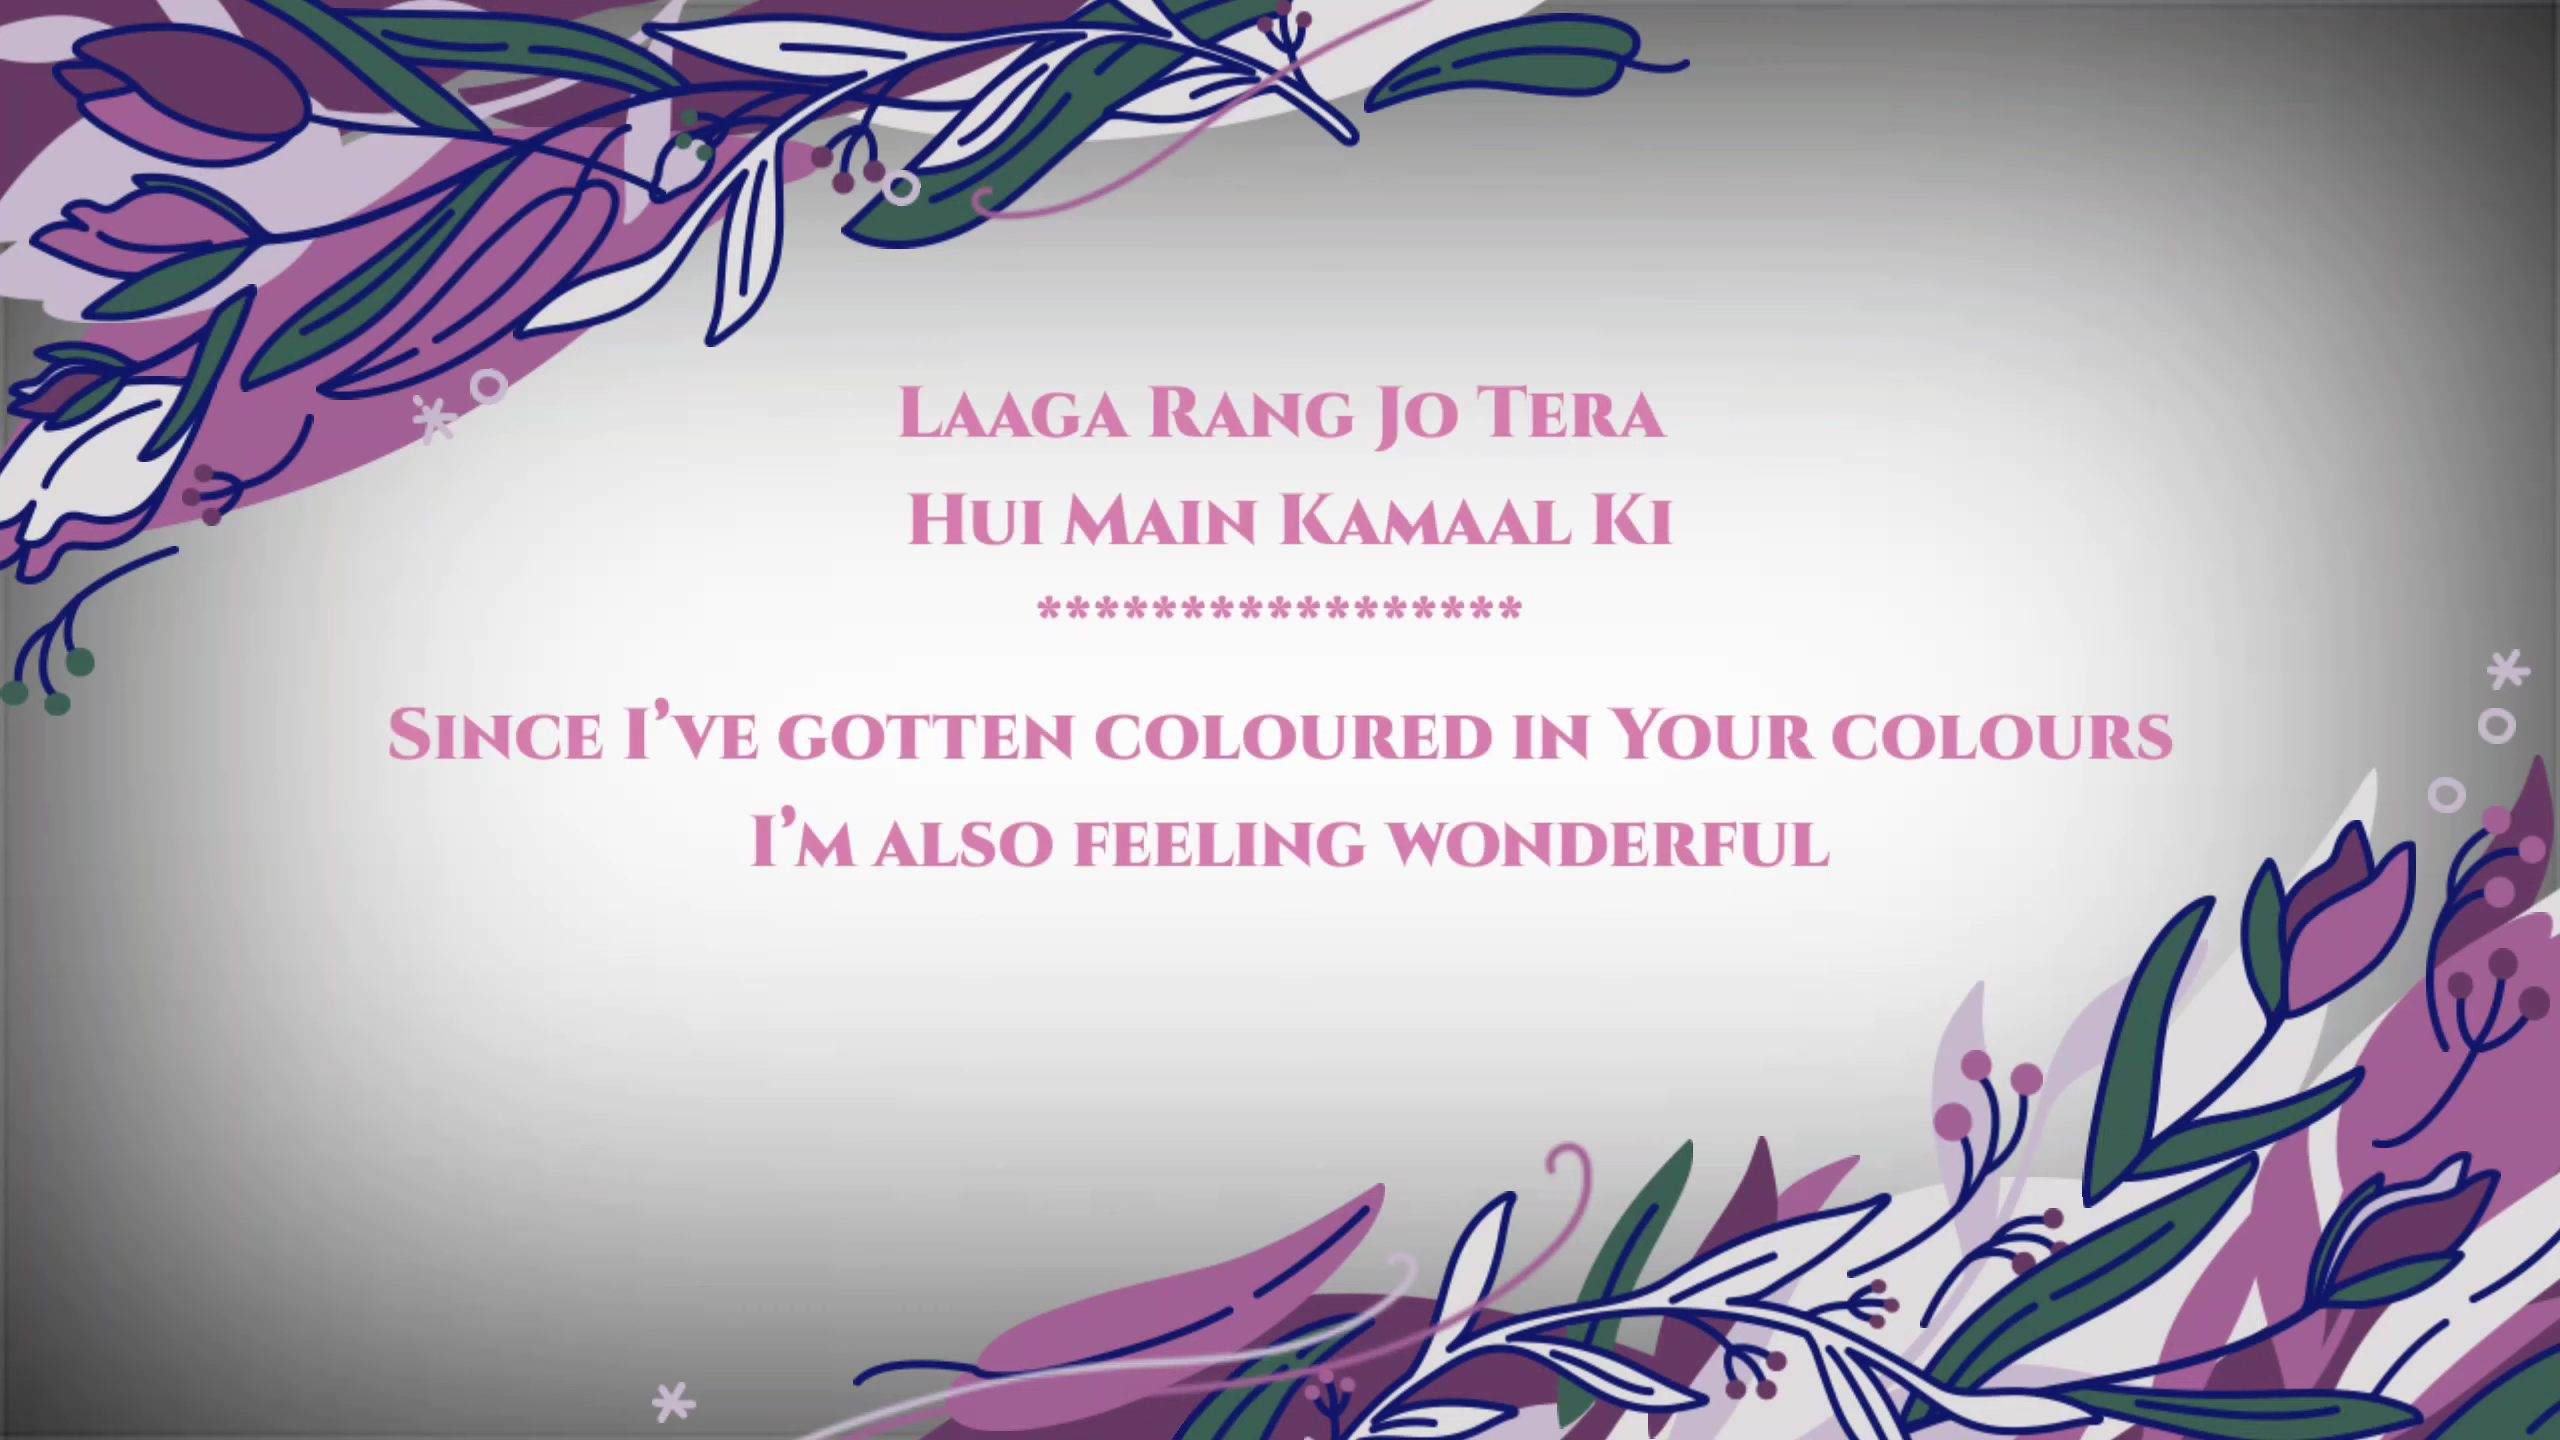 Laaga Rang Jo Tera
Hui Main Kamaal Ki
*****************
Since I’ve gotten coloured in Your colours
I’m also feeling wonderful